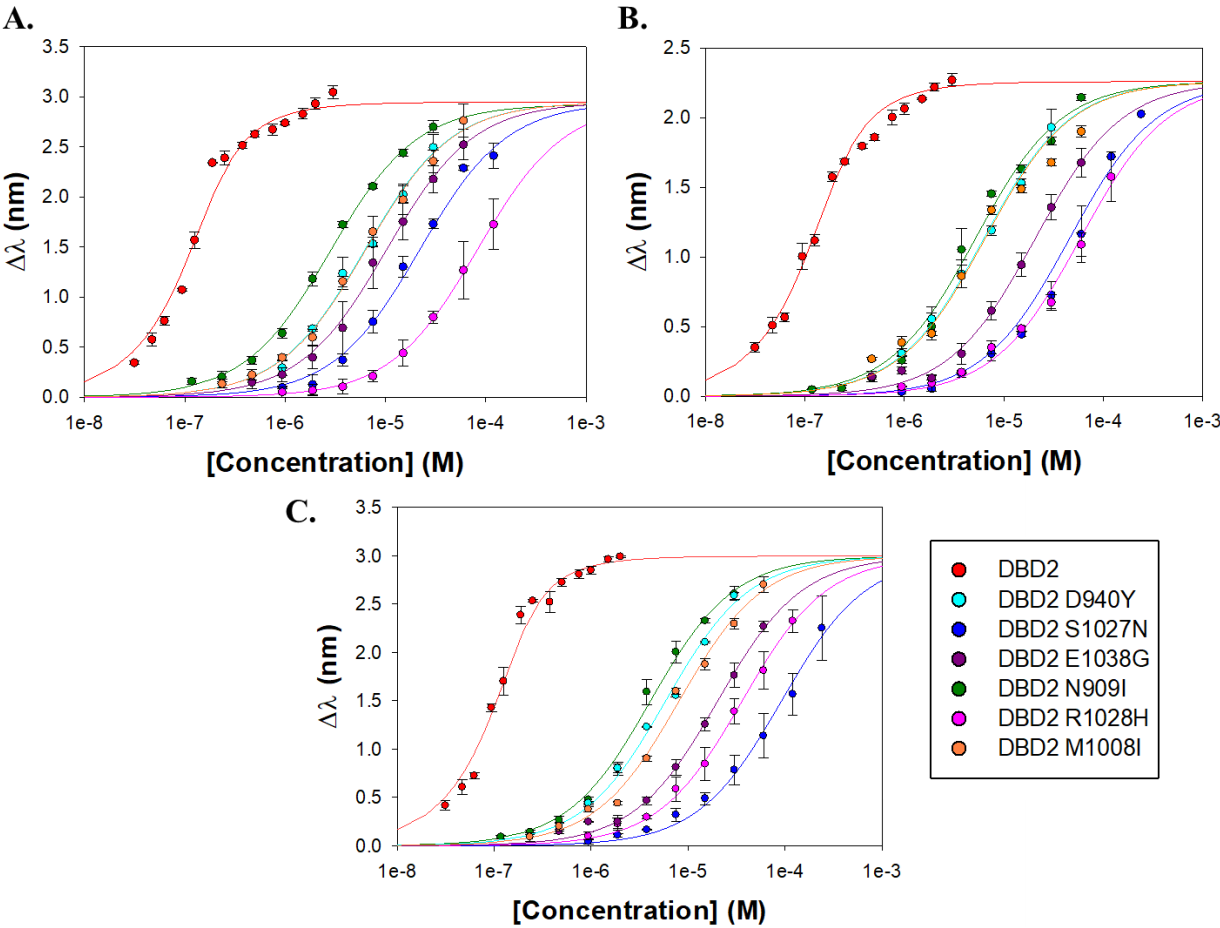 A.
3.5
3.0
2.5
2.0
1.5
1.0
0.5
0.0
Δλ (nm)
1e-8 1e-7 1e-6 1e-5 1e-4 1e-3
[Concentration] (M)
B.
2.5
2.0
1.5
1.0
0.5
0.0
Δλ (nm)
1e-8 1e-7 1e-6 1e-5 1e-4 1e-3
[Concentration] (M)
C.
3.5
3.0
2.5
2.0
1.5
1.0
0.5
0.0
Δλ (nm)
1e-8 1e-7 1e-6 1e-5 1e-4 1e-3
[Concentration] (M)
DBD2
DBD2 D940Y
DBD2 S1027N
DBD2 E1038G
DBD2 N909I
DBD2 R1028H
DBD2 M1008I